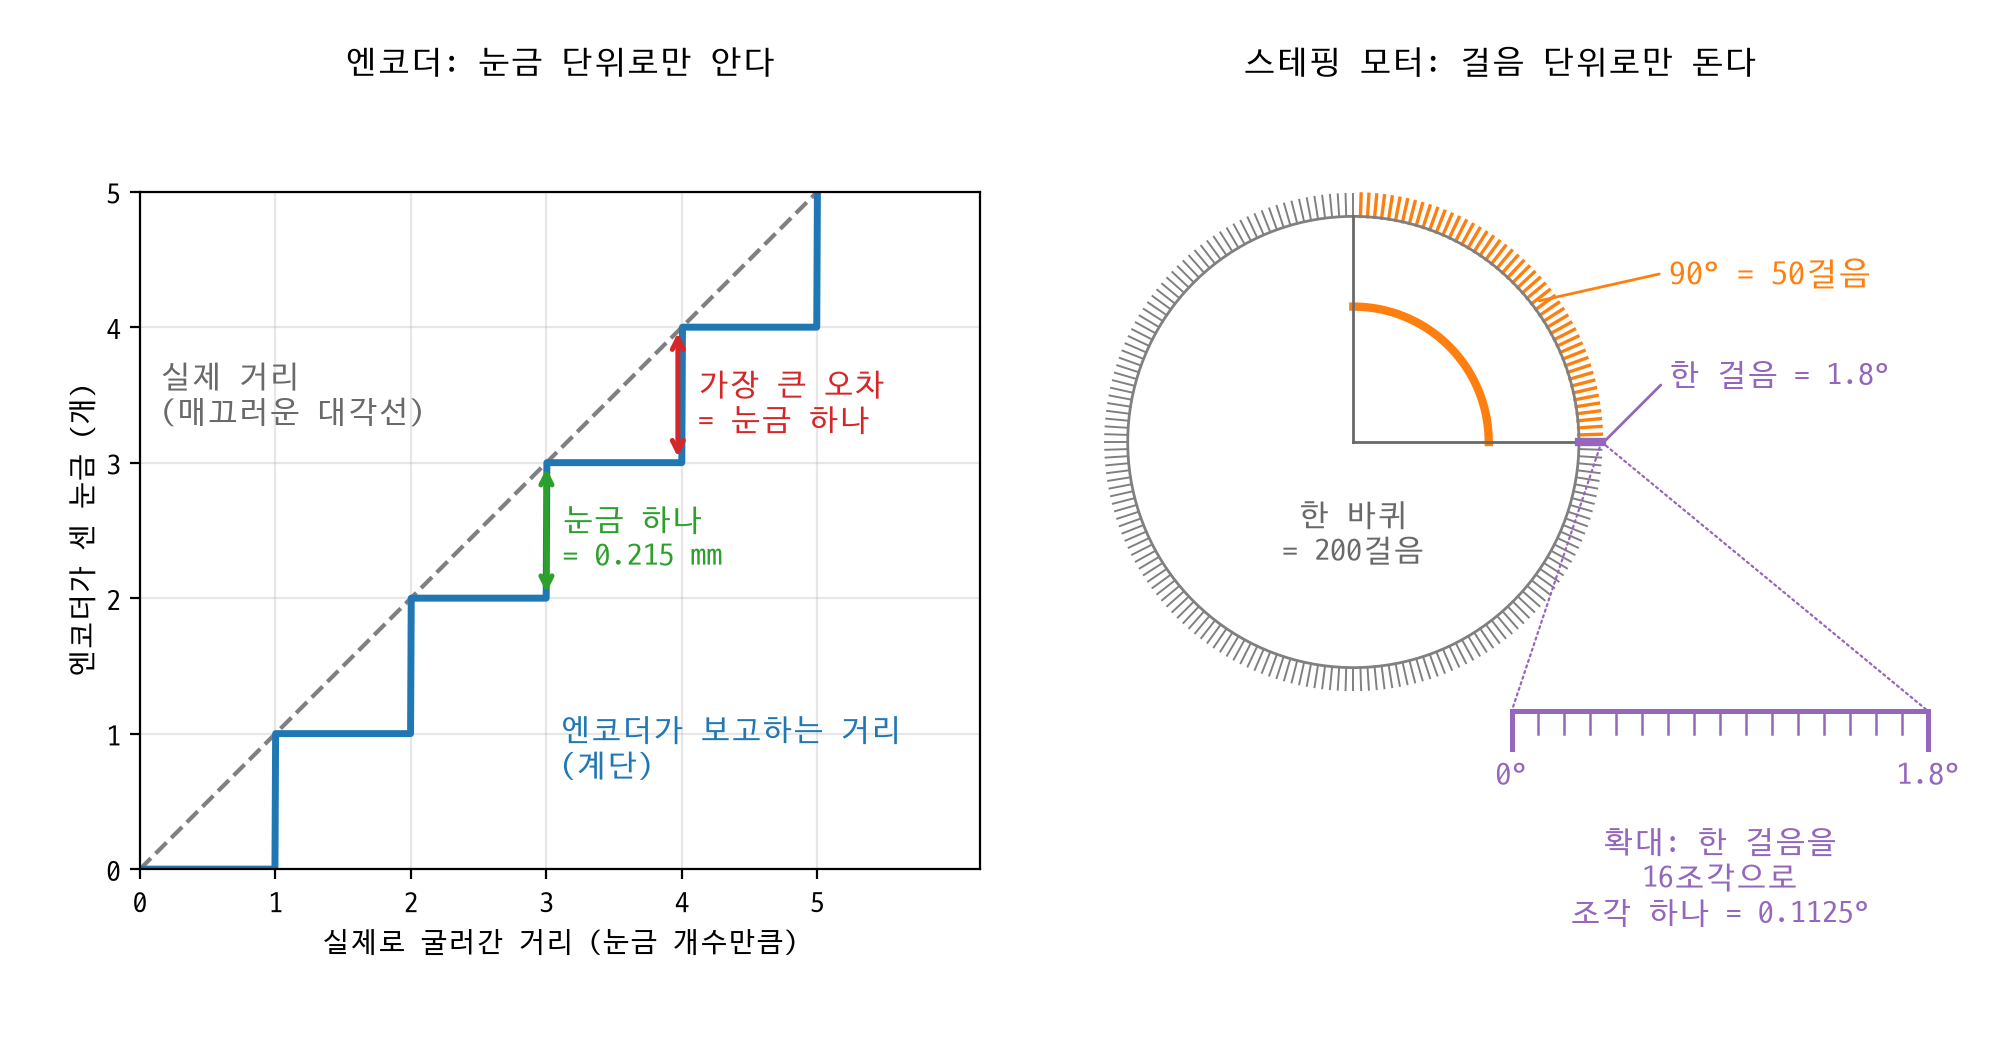 엔코더: 눈금 단위로만 안다
5
4
3
2
1
0
0 1 2 3 4 5
엔코더가 센 눈금 (개)
실제로 굴러간 거리 (눈금 개수만큼)
실제 거리
(매끄러운 대각선)
가장 큰 오차
= 눈금 하나
눈금 하나
= 0.215 mm
엔코더가 보고하는 거리
(계단)
스테핑 모터: 걸음 단위로만 돈다
90° = 50걸음
한 걸음 = 1.8°
한 바퀴
= 200걸음
0° 1.8°
확대: 한 걸음을
16조각으로
조각 하나 = 0.1125°